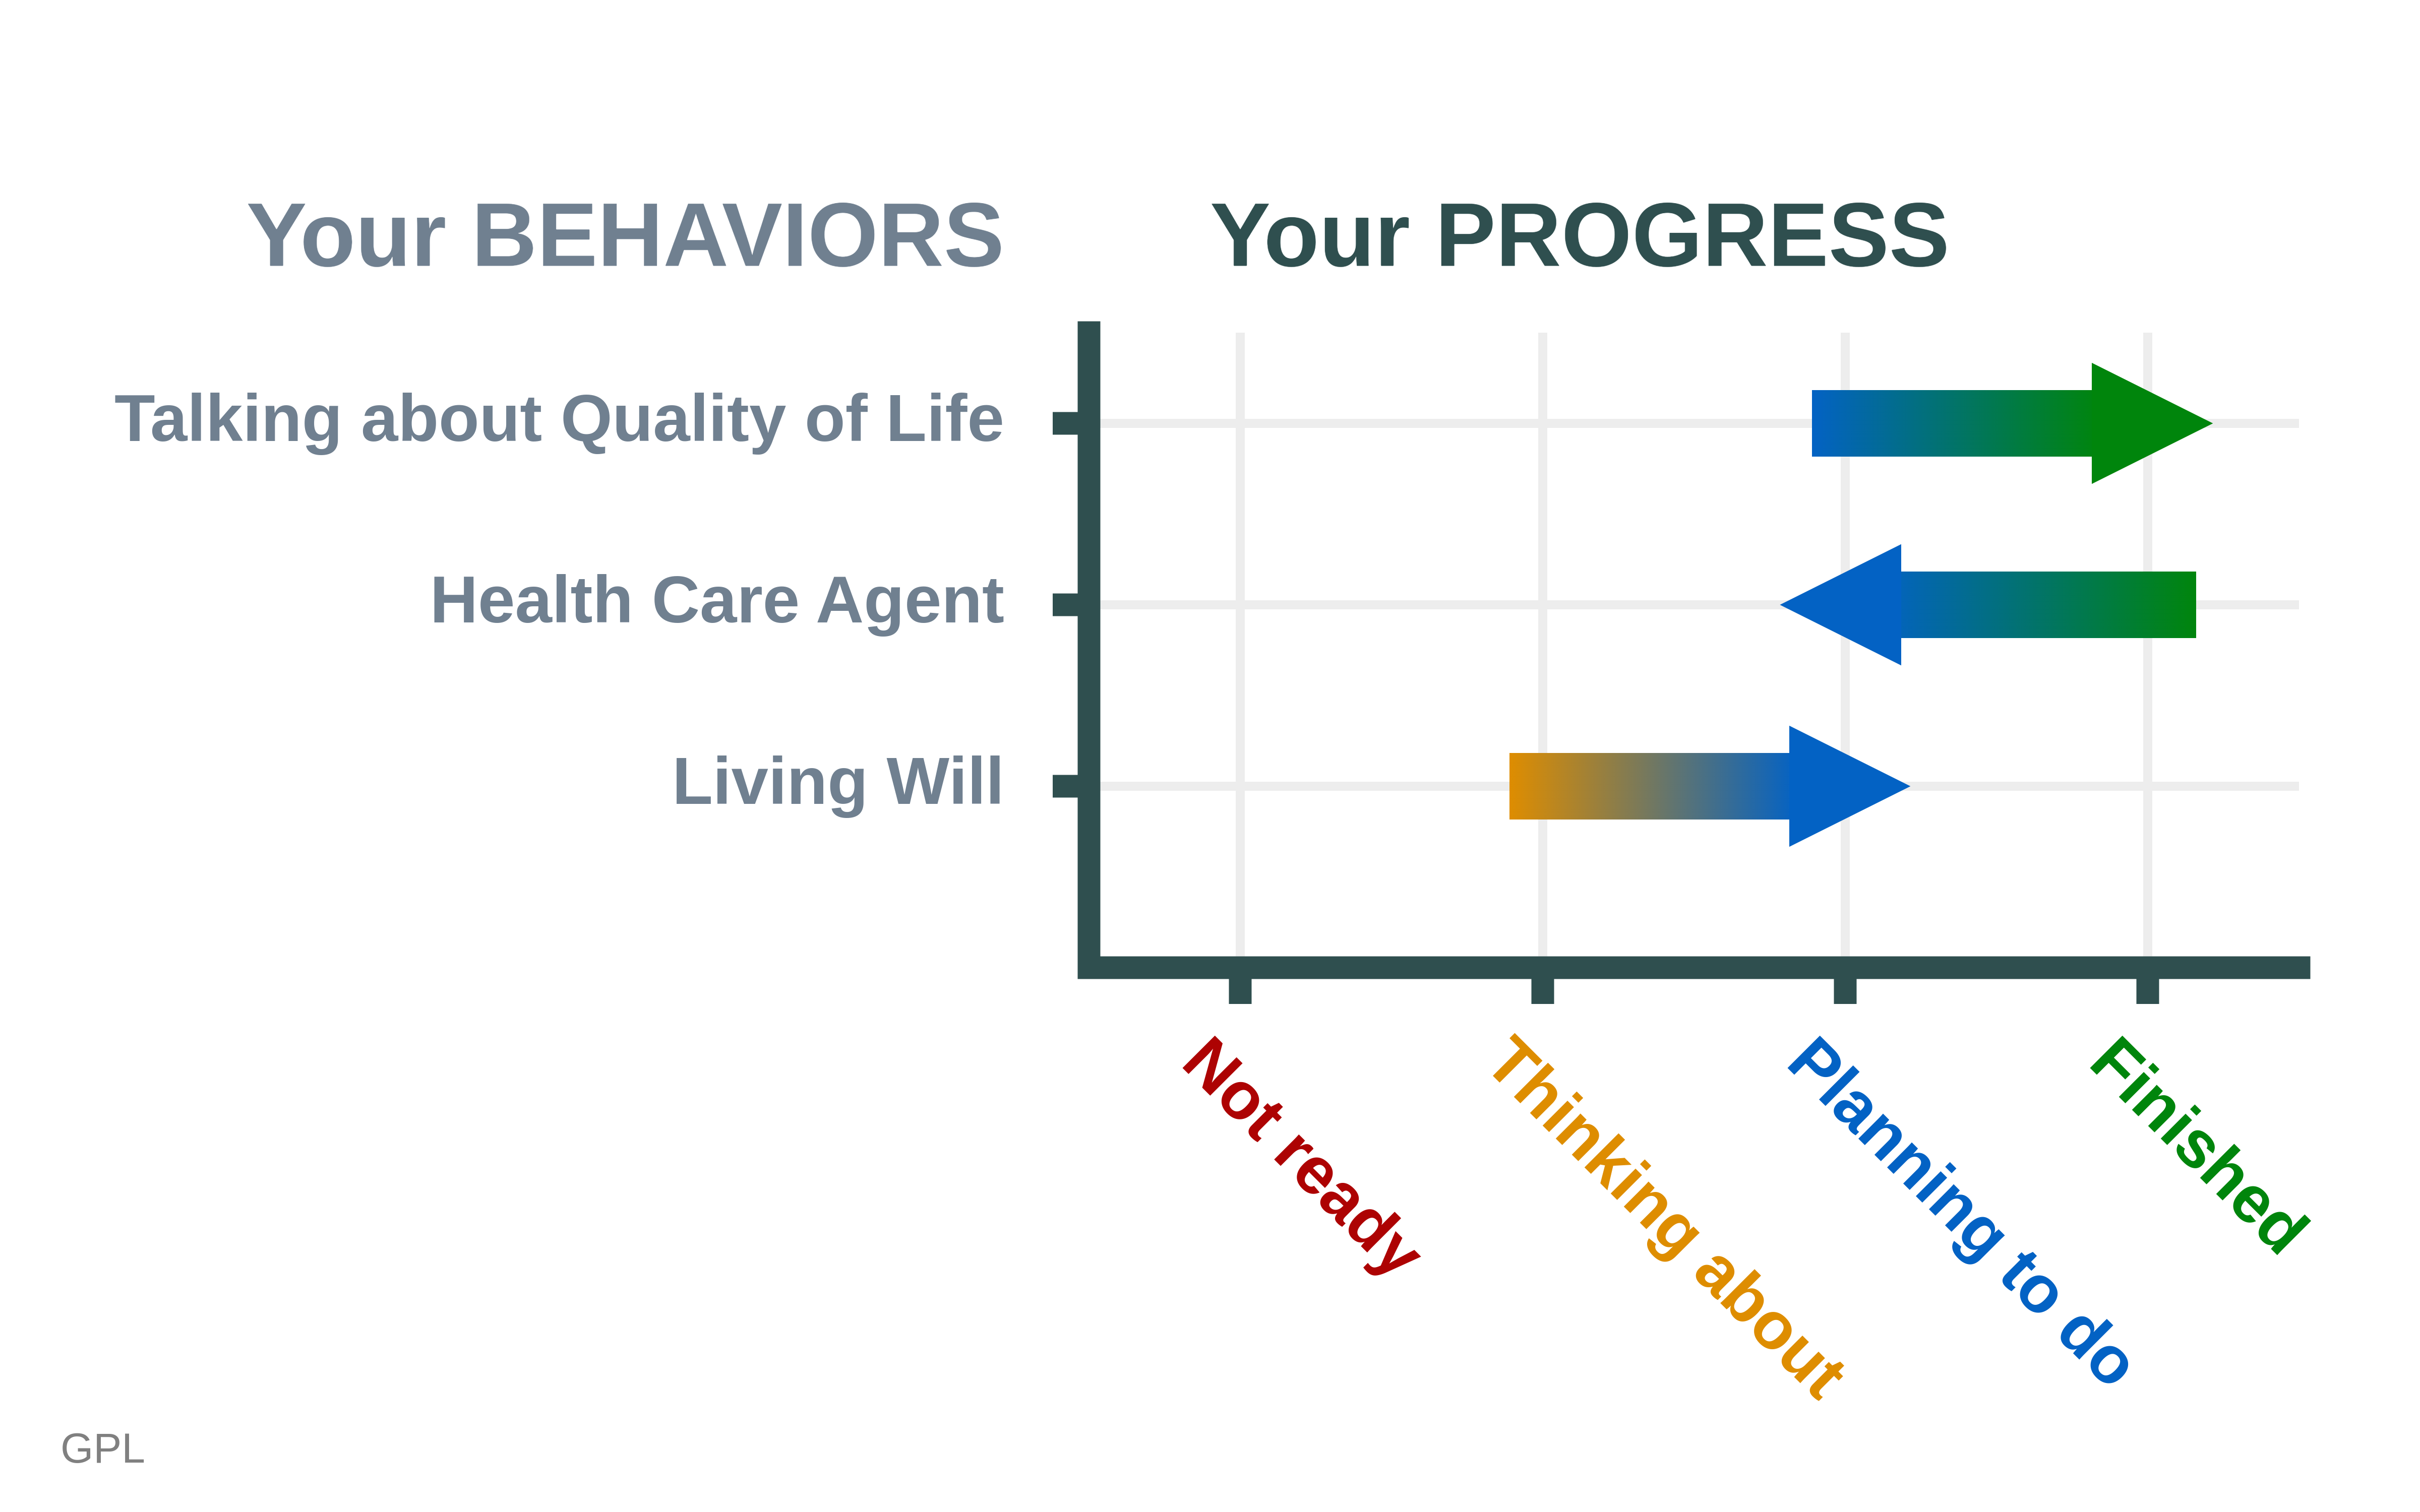 Your BEHAVIORS
Your PROGRESS
Talking about Quality of Life
Health Care Agent
Living Will
Not ready
Thinking about
Planning to do
Finished
GPL